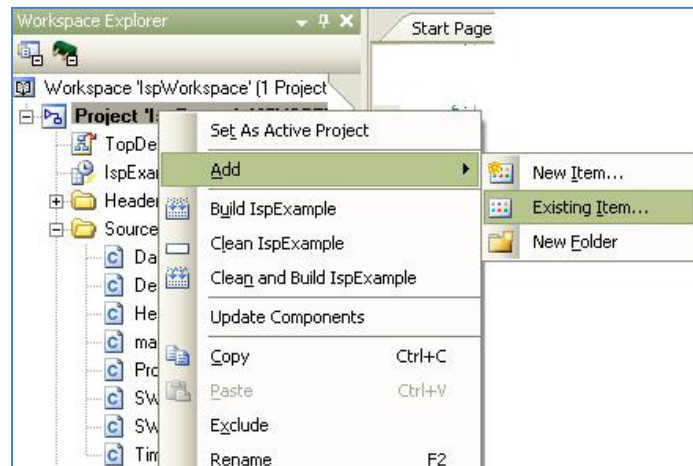 Workspace Explorer
Start Page
Workspace 'IspWorkspace' (1 Project
Project
Set As Active Project
TopDe
Add
New Item...
IspExa
Header
Build IspExample
Existing Item...
Source
Clean IspExample
New Folder
Da
De
Clean and Build IspExample
He
Update Components
ma
Copy Ctrl+C
Pro
Paste Ctrl+V
SW
SW
Exclude
Tim
Rename F2